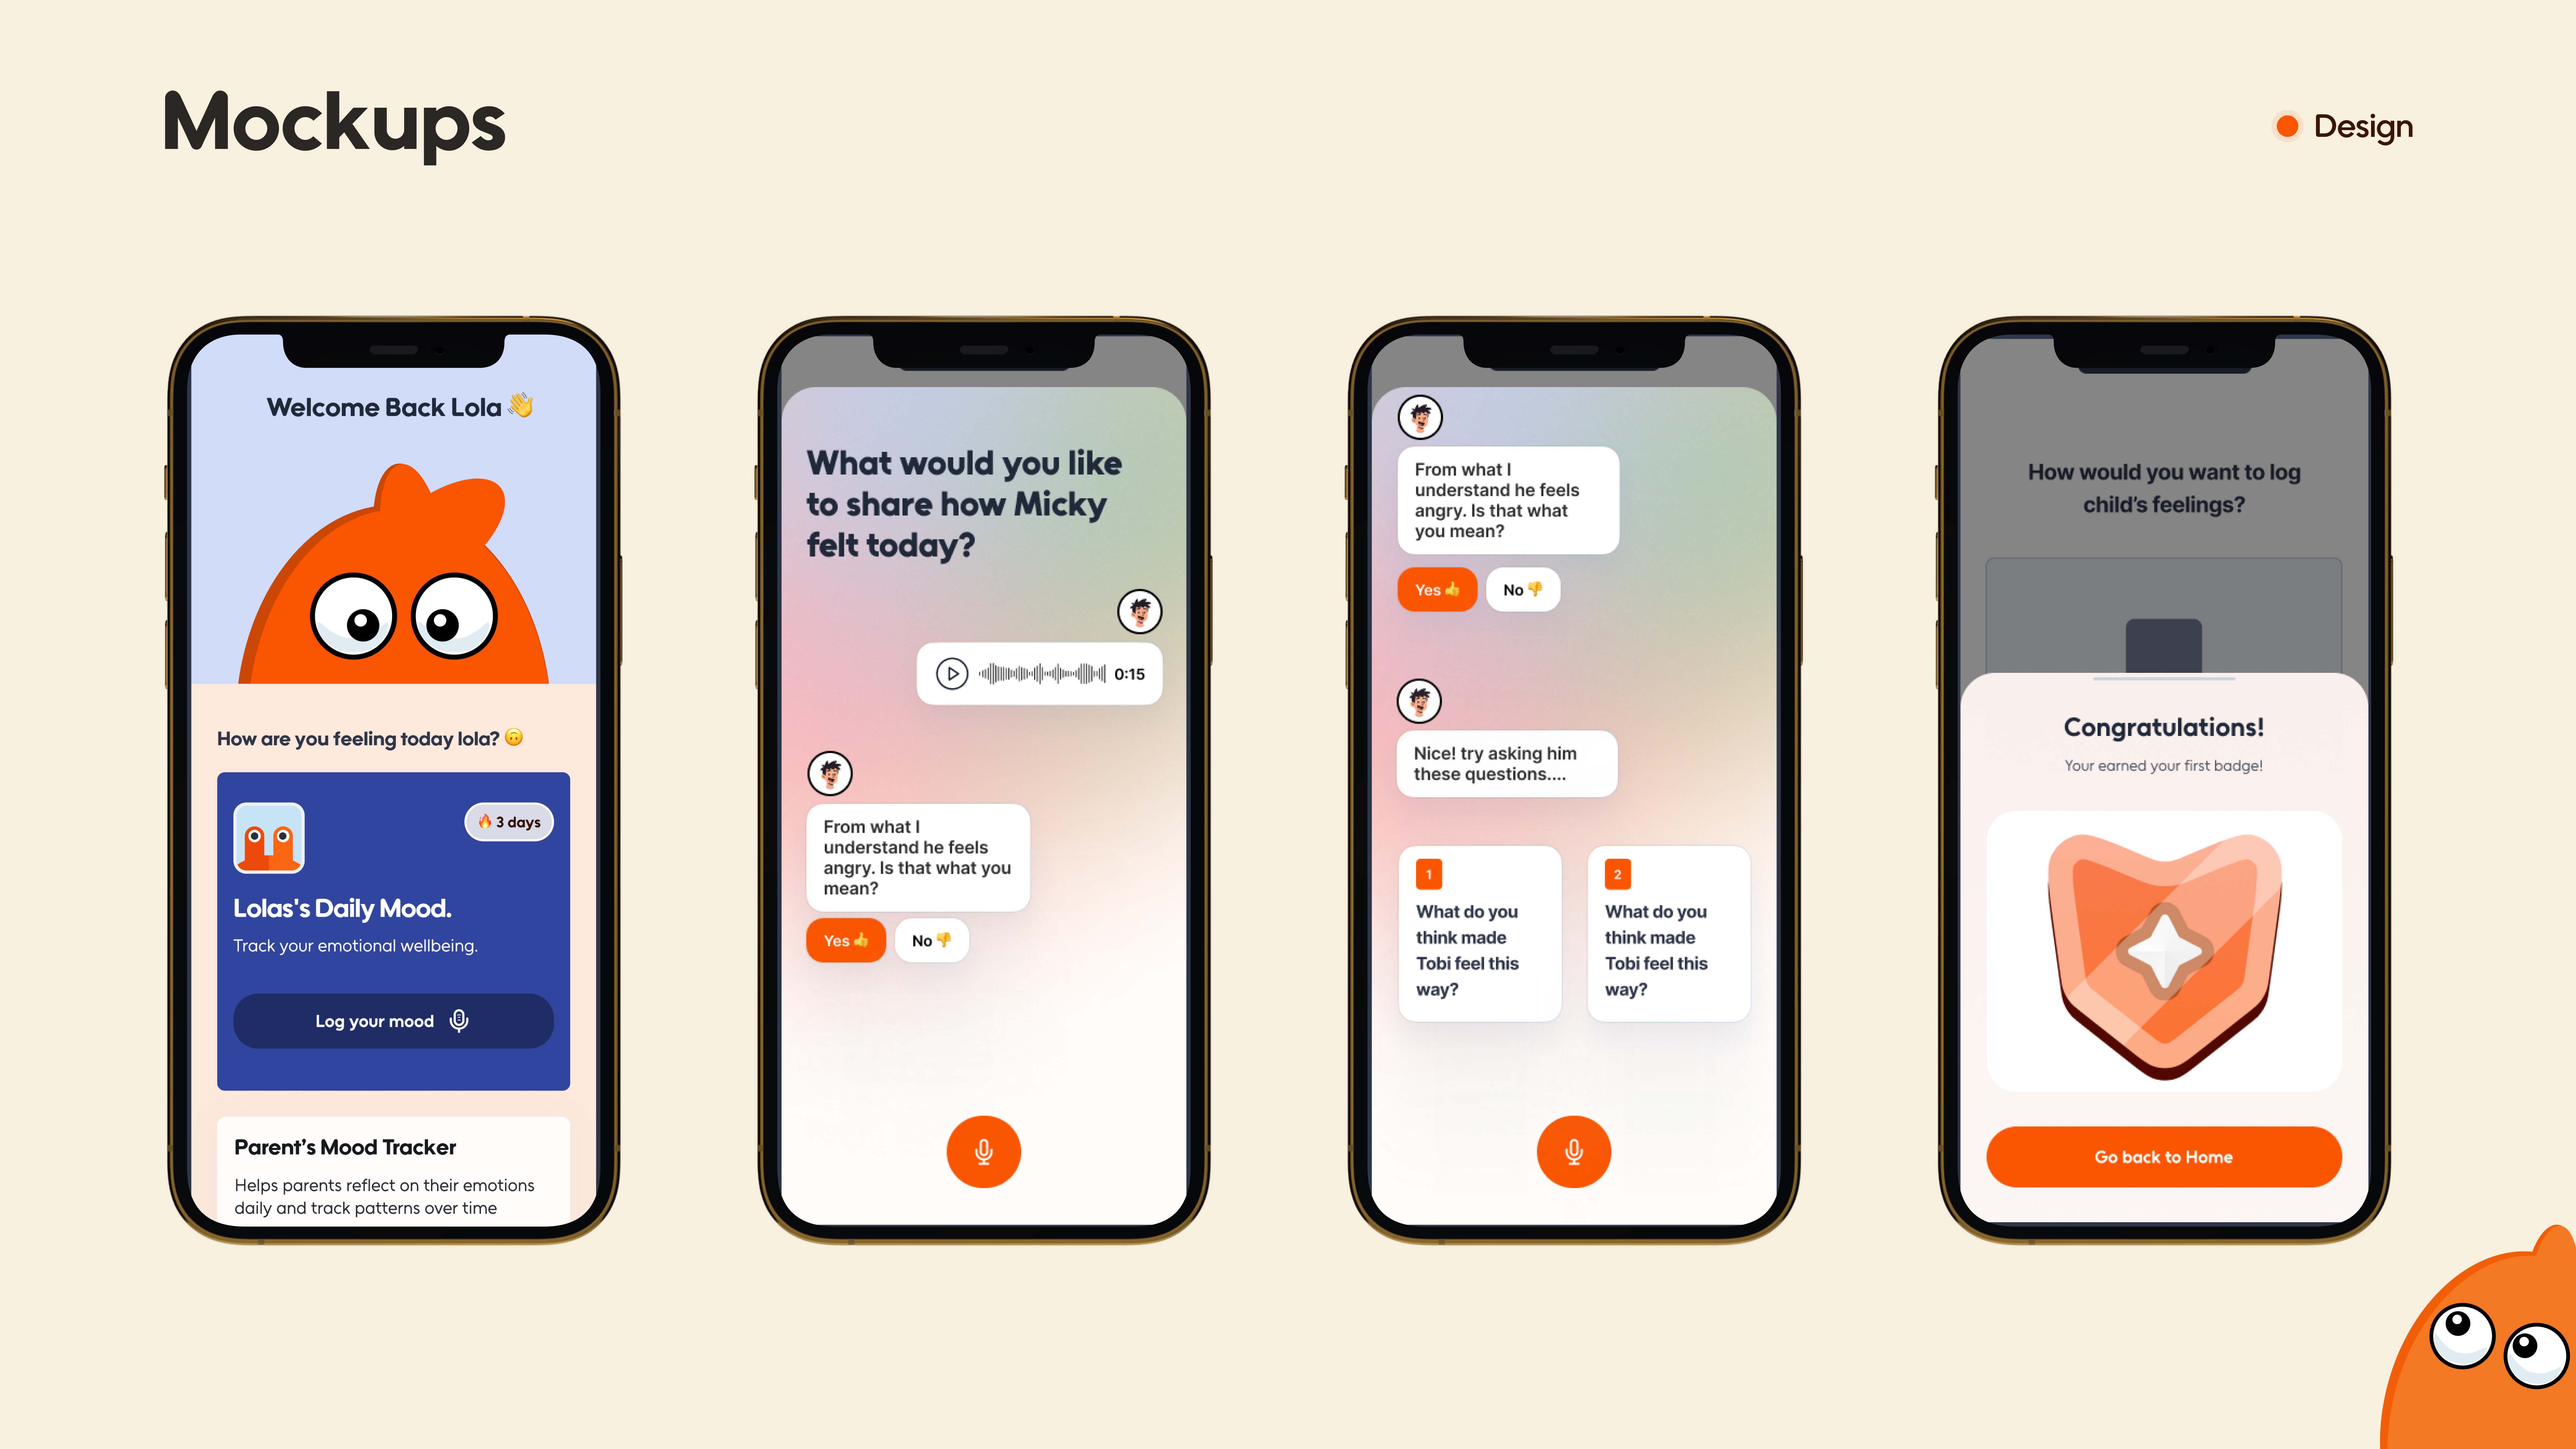 Mockups
Design
Welcome Back Lola 👋
How are you feeling today lola? 🙃
🔥 3 days
Lolas's Daily Mood.
Track your emotional wellbeing.
Log your mood
Parent's Mood Tracker
Helps parents reflect on their emotions
daily and track patterns over time
What would you like
to share how Micky
felt today?
0:15
From what I
understand he feels
angry. Is that what you
mean?
Yes 👍
No 👎
From what I
understand he feels
angry. Is that what
you mean?
Yes 👍
No 👎
Nice! try asking him
these questions....
1
What do you
think made
Tobi feel this
way?
2
What do you
think made
Tobi feel this
way?
How would you want to log
child's feelings?
Congratulations!
Your earned your first badge!
Go back to Home